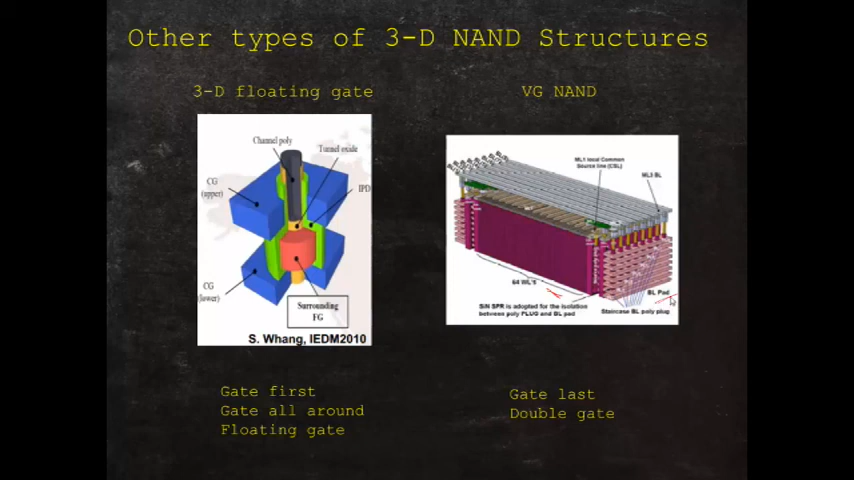 Other types of 3-D NAND Structures
3-D floating gate
Channel poly
Tunnel oxide
CG
(upper)
IPD
CG
(lower)
Surrounding
FG
S. Whang, IEDM2010
Gate first
Gate all around
Floating gate
VG NAND
ML1 local Common
Source line (CSL)
ML3 BL
64 WL's
BL Pad
SiN SPR is adopted for the isolation
between poly PLUG and BL pad
Staircase BL poly plug
Gate last
Double gate